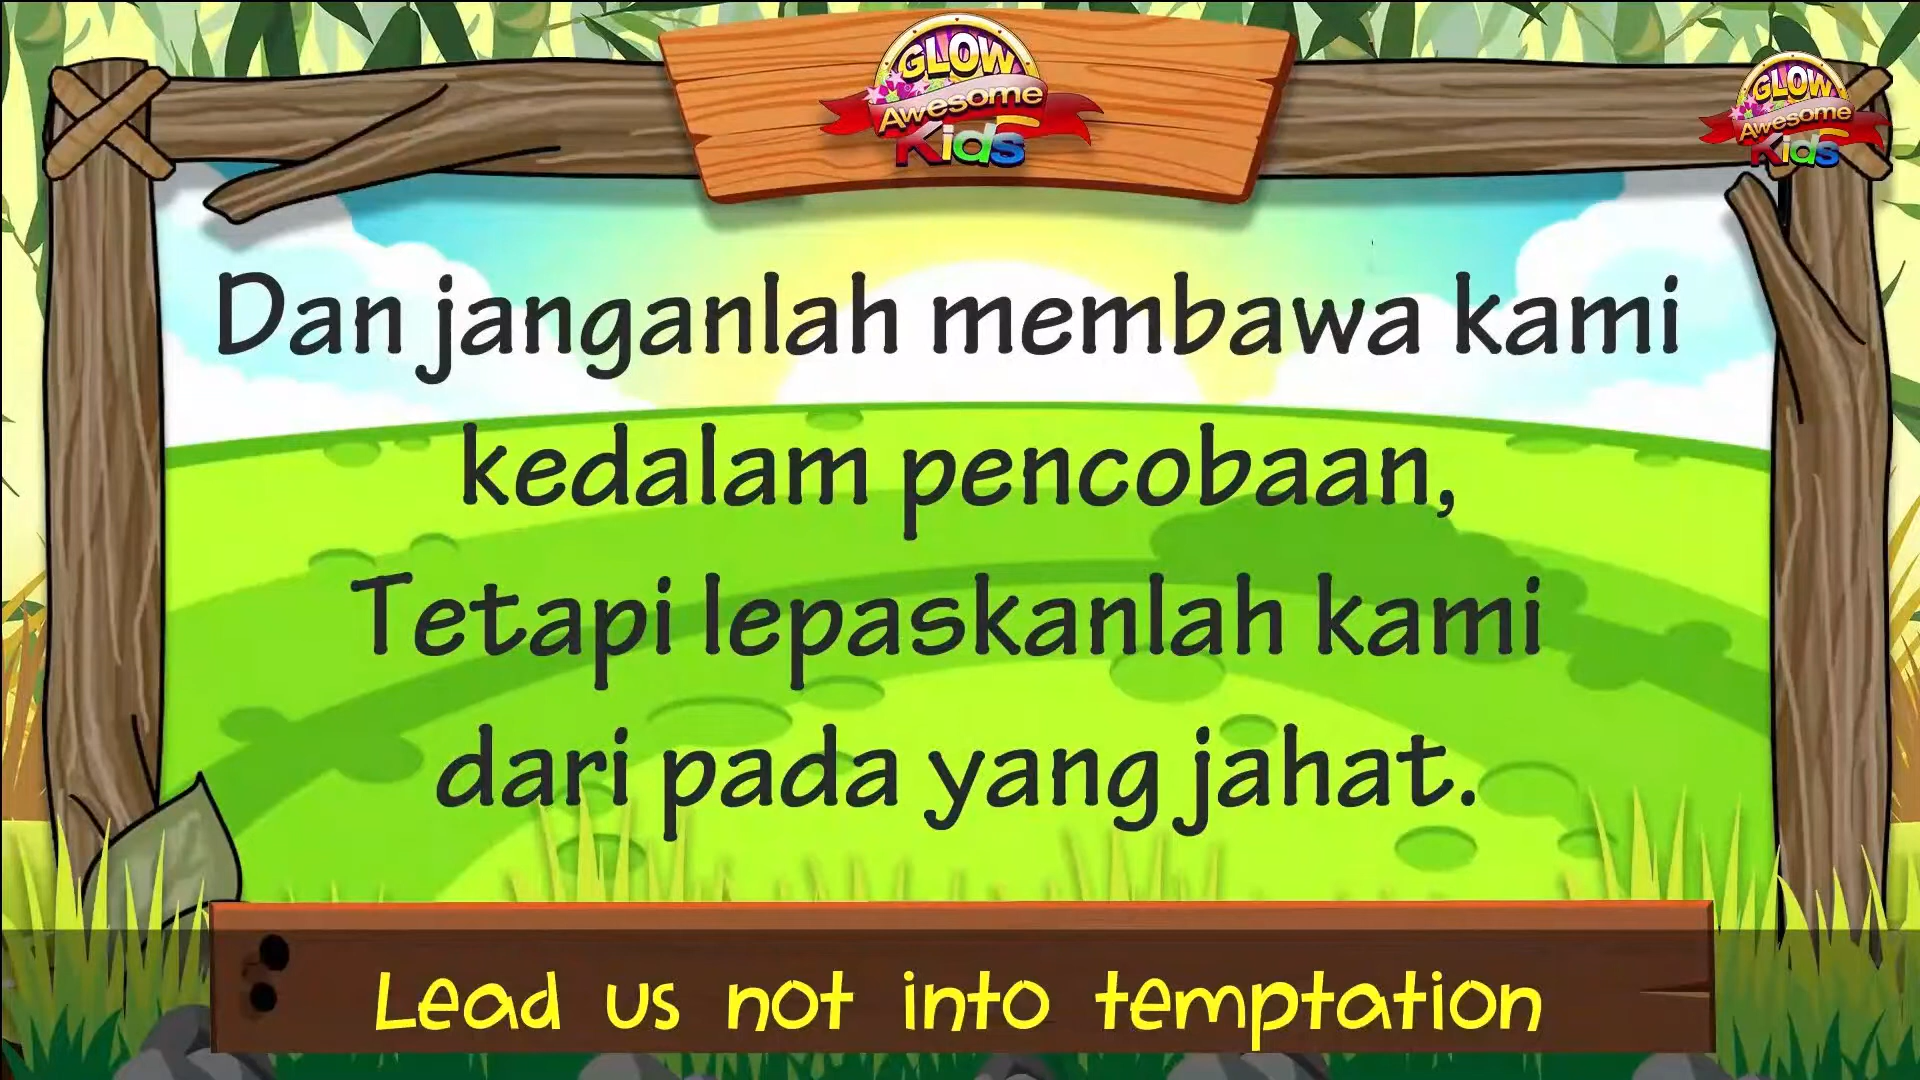 GLOW
Awesome
Kids
GLOW
Awesome
Kids
Dan janganlah membawa kami
kedalam pencobaan,
Tetapi lepaskanlah kami
dari pada yang jahat.
Lead us not into temptation